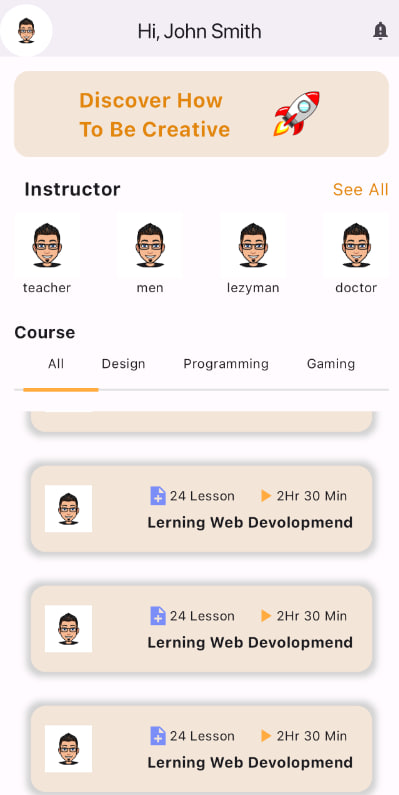 Hi, John Smith
Discover How
To Be Creative
Instructor
See All
teacher
men
lezyman
doctor
Course
All
Design
Programming
Gaming
24 Lesson
2Hr 30 Min
Lerning Web Devolopmend
24 Lesson
2Hr 30 Min
Lerning Web Devolopmend
24 Lesson
2Hr 30 Min
Lerning Web Devolopmend